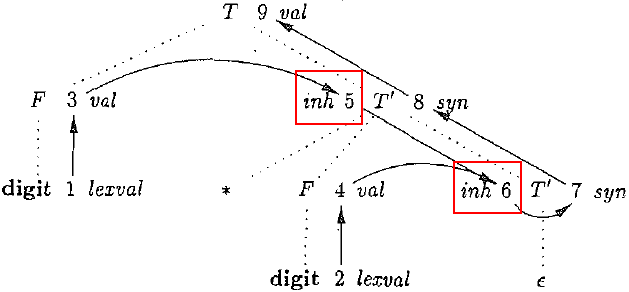 T 9 val
F 3 val inh 5 T′ 8 syn
digit 1 lexval * F 4 val inh 6 T′ 7 syn
digit 2 lexval ϵ